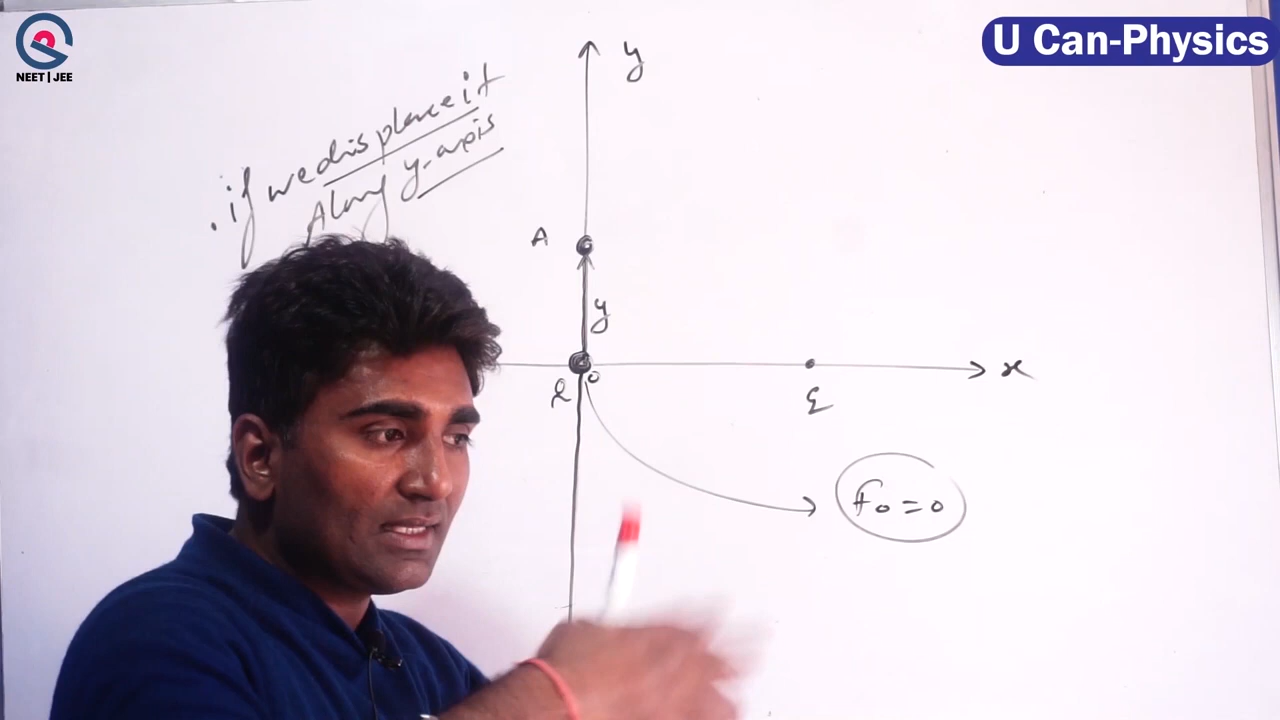 NEET | JEE
U Can-Physics
y
. if we displace it
Along y-axis
A
y
O
x
F₀ = 0